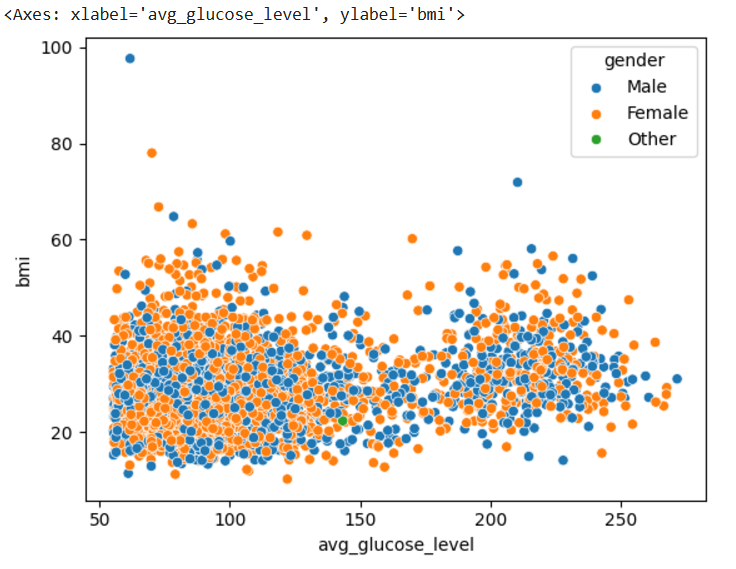 <Axes: xlabel='avg_glucose_level', ylabel='bmi'>
100
80
60
40
20
bmi
gender
Male
Female
Other
50 100 150 200 250
avg_glucose_level